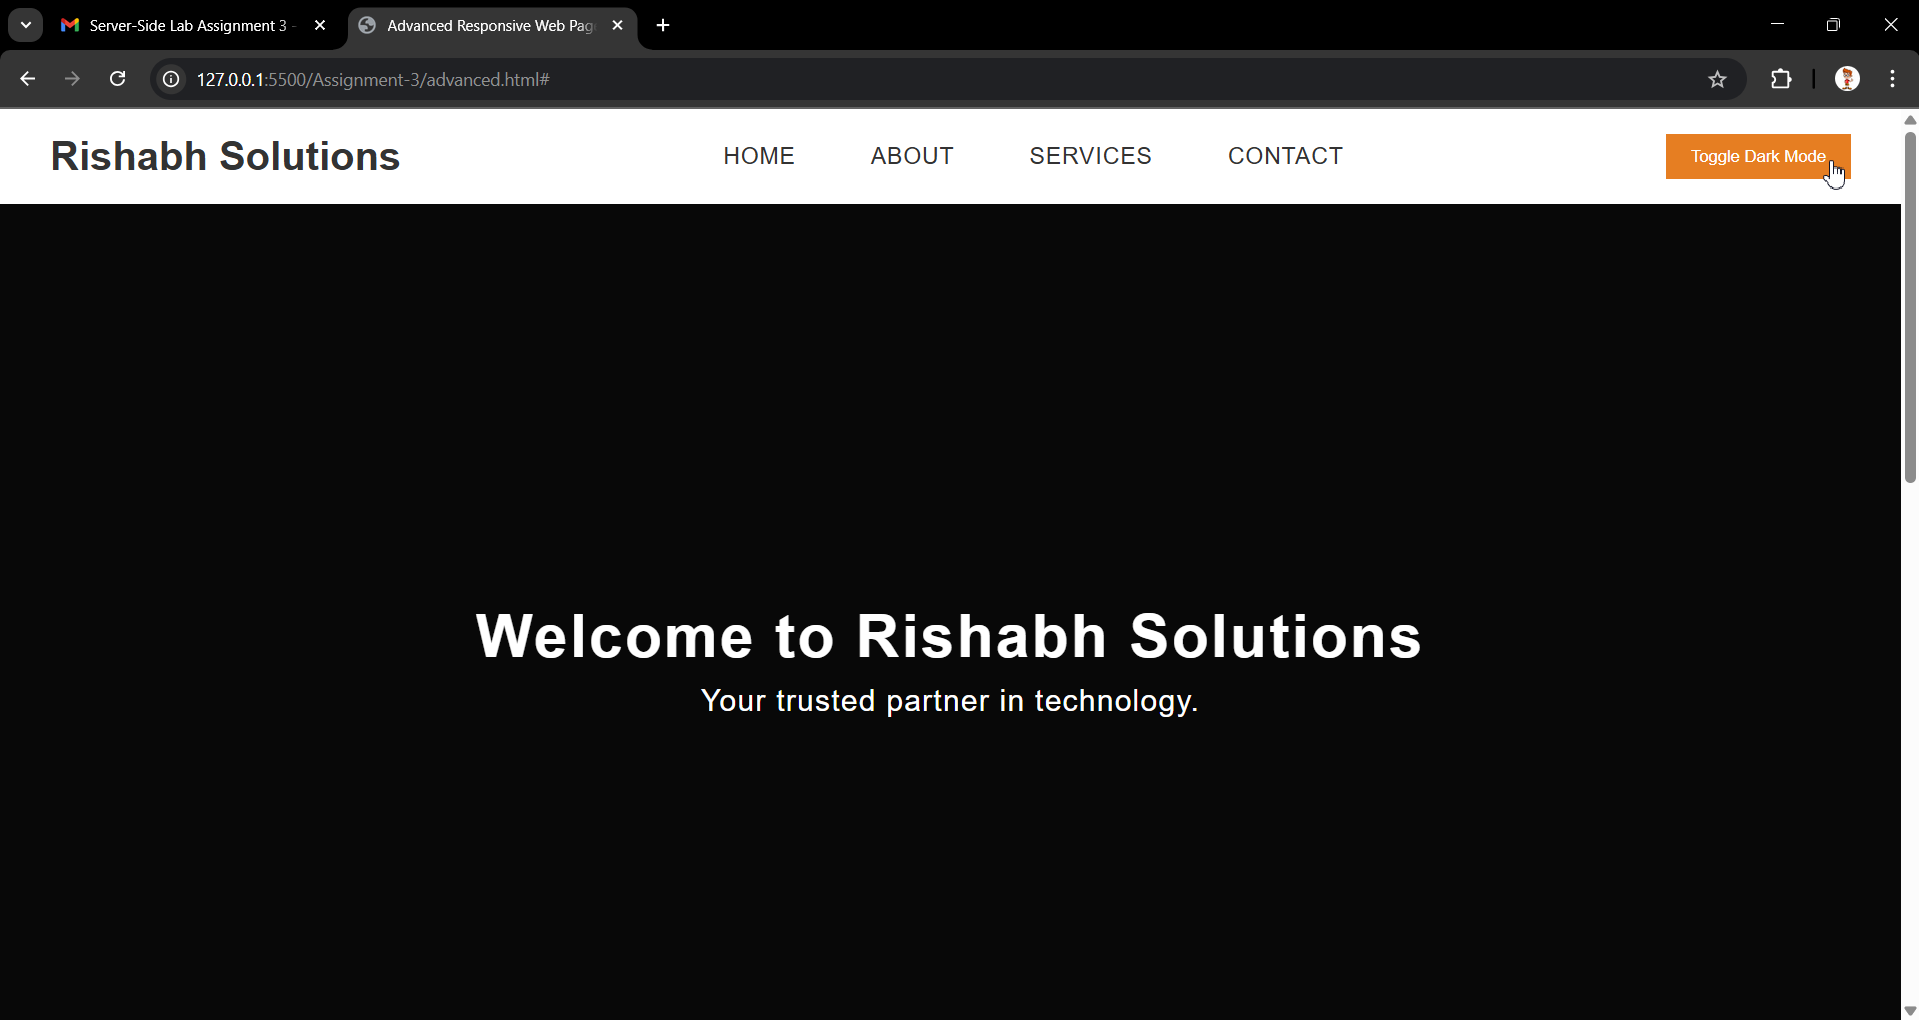 Server-Side Lab Assignment 3 -
Advanced Responsive Web Pag
127.0.0.1:5500/Assignment-3/advanced.html#
Rishabh Solutions
HOME
ABOUT
SERVICES
CONTACT
Toggle Dark Mode
Welcome to Rishabh Solutions
Your trusted partner in technology.